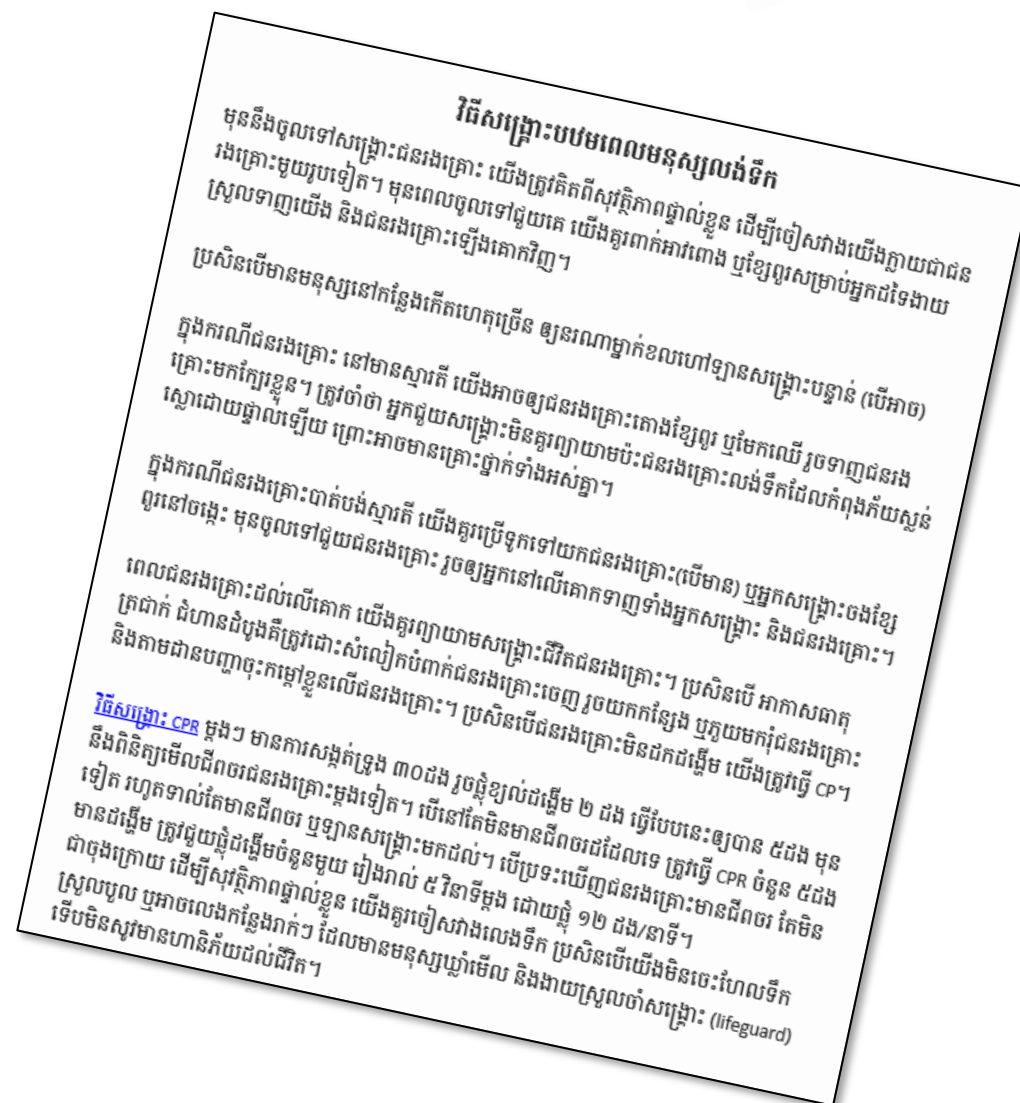 វិធីសង្គ្រោះបឋមពេលមនុស្សលង់ទឹក
មុននឹងចូលទៅសង្គ្រោះជនរងគ្រោះ យើងត្រូវគិតពីសុវត្ថិភាពផ្ទាល់ខ្លួន ដើម្បីចៀសវាងយើងក្លាយជាជន
រងគ្រោះមួយរូបទៀត។ មុនពេលចូលទៅជួយគេ យើងគួរពាក់អាវពោង ឬខ្សែពួរសម្រាប់អ្នកដទៃងាយ
ស្រួលទាញយើង និងជនរងគ្រោះឡើងគោកវិញ។
ប្រសិនបើមានមនុស្សនៅកន្លែងកើតហេតុច្រើន ឲ្យនរណាម្នាក់ខលហៅឡានសង្គ្រោះបន្ទាន់ (បើអាច)
ក្នុងករណីជនរងគ្រោះ នៅមានស្មារតី យើងអាចឲ្យជនរងគ្រោះតោងខ្សែពួរ ឬមែកឈើ រួចទាញជនរង
គ្រោះមកក្បែរខ្លួន។ ត្រូវចាំថា អ្នកជួយសង្គ្រោះមិនគួរព្យាយាមប៉ះជនរងគ្រោះលង់ទឹកដែលកំពុងភ័យស្លន់
ស្លោដោយផ្ទាល់ឡើយ ព្រោះអាចមានគ្រោះថ្នាក់ទាំងអស់គ្នា។
ក្នុងករណីជនរងគ្រោះបាត់បង់ស្មារតី យើងគួរប្រើទូកទៅយកជនរងគ្រោះ(បើមាន) ឬអ្នកសង្គ្រោះចងខ្សែ
ពួរនៅចង្កេះ មុនចូលទៅជួយជនរងគ្រោះ រួចឲ្យអ្នកនៅលើគោកទាញទាំងអ្នកសង្គ្រោះ និងជនរងគ្រោះ។
ពេលជនរងគ្រោះដល់លើគោក យើងគួរព្យាយាមសង្គ្រោះជីវិតជនរងគ្រោះ។ ប្រសិនបើ អាកាសធាតុ
ត្រជាក់ ជំហានដំបូងគឺត្រូវដោះសំលៀកបំពាក់ជនរងគ្រោះចេញ រួចយកកន្សែង ឬភួយមករុំជនរងគ្រោះ
និងតាមដានបញ្ហាចុះកម្តៅខ្លួនលើជនរងគ្រោះ។ ប្រសិនបើជនរងគ្រោះមិនដកដង្ហើម យើងត្រូវធ្វើ CP។
វិធីសង្គ្រោះ CPR ម្តងៗ មានការសង្កត់ទ្រូង ៣០ដង រួចផ្លុំខ្យល់ដង្ហើម ២ ដង ធ្វើបែបនេះឲ្យបាន ៥ដង មុន
នឹងពិនិត្យមើលជីពចរជនរងគ្រោះម្តងទៀត។ បើនៅតែមិនមានជីពចរដដែលទេ ត្រូវធ្វើ CPR ចំនួន ៥ដង
ទៀត រហូតទាល់តែមានជីពចរ ឬឡានសង្គ្រោះមកដល់។ បើប្រទះឃើញជនរងគ្រោះមានជីពចរ តែមិន
មានដង្ហើម ត្រូវជួយផ្លុំដង្ហើមចំនួនមួយ រៀងរាល់ ៥ វិនាទីម្តង ដោយផ្លុំ ១២ ដង/នាទី។
ជាចុងក្រោយ ដើម្បីសុវត្ថិភាពផ្ទាល់ខ្លួន យើងគួរចៀសវាងលេងទឹក ប្រសិនបើយើងមិនចេះហែលទឹក
ស្រួលបួល ឬអាចលេងកន្លែងរាក់ៗ ដែលមានមនុស្សឃ្លាំមើល និងងាយស្រួលចាំសង្គ្រោះ (lifeguard)
ទើបមិនសូវមានហានិភ័យដល់ជីវិត។